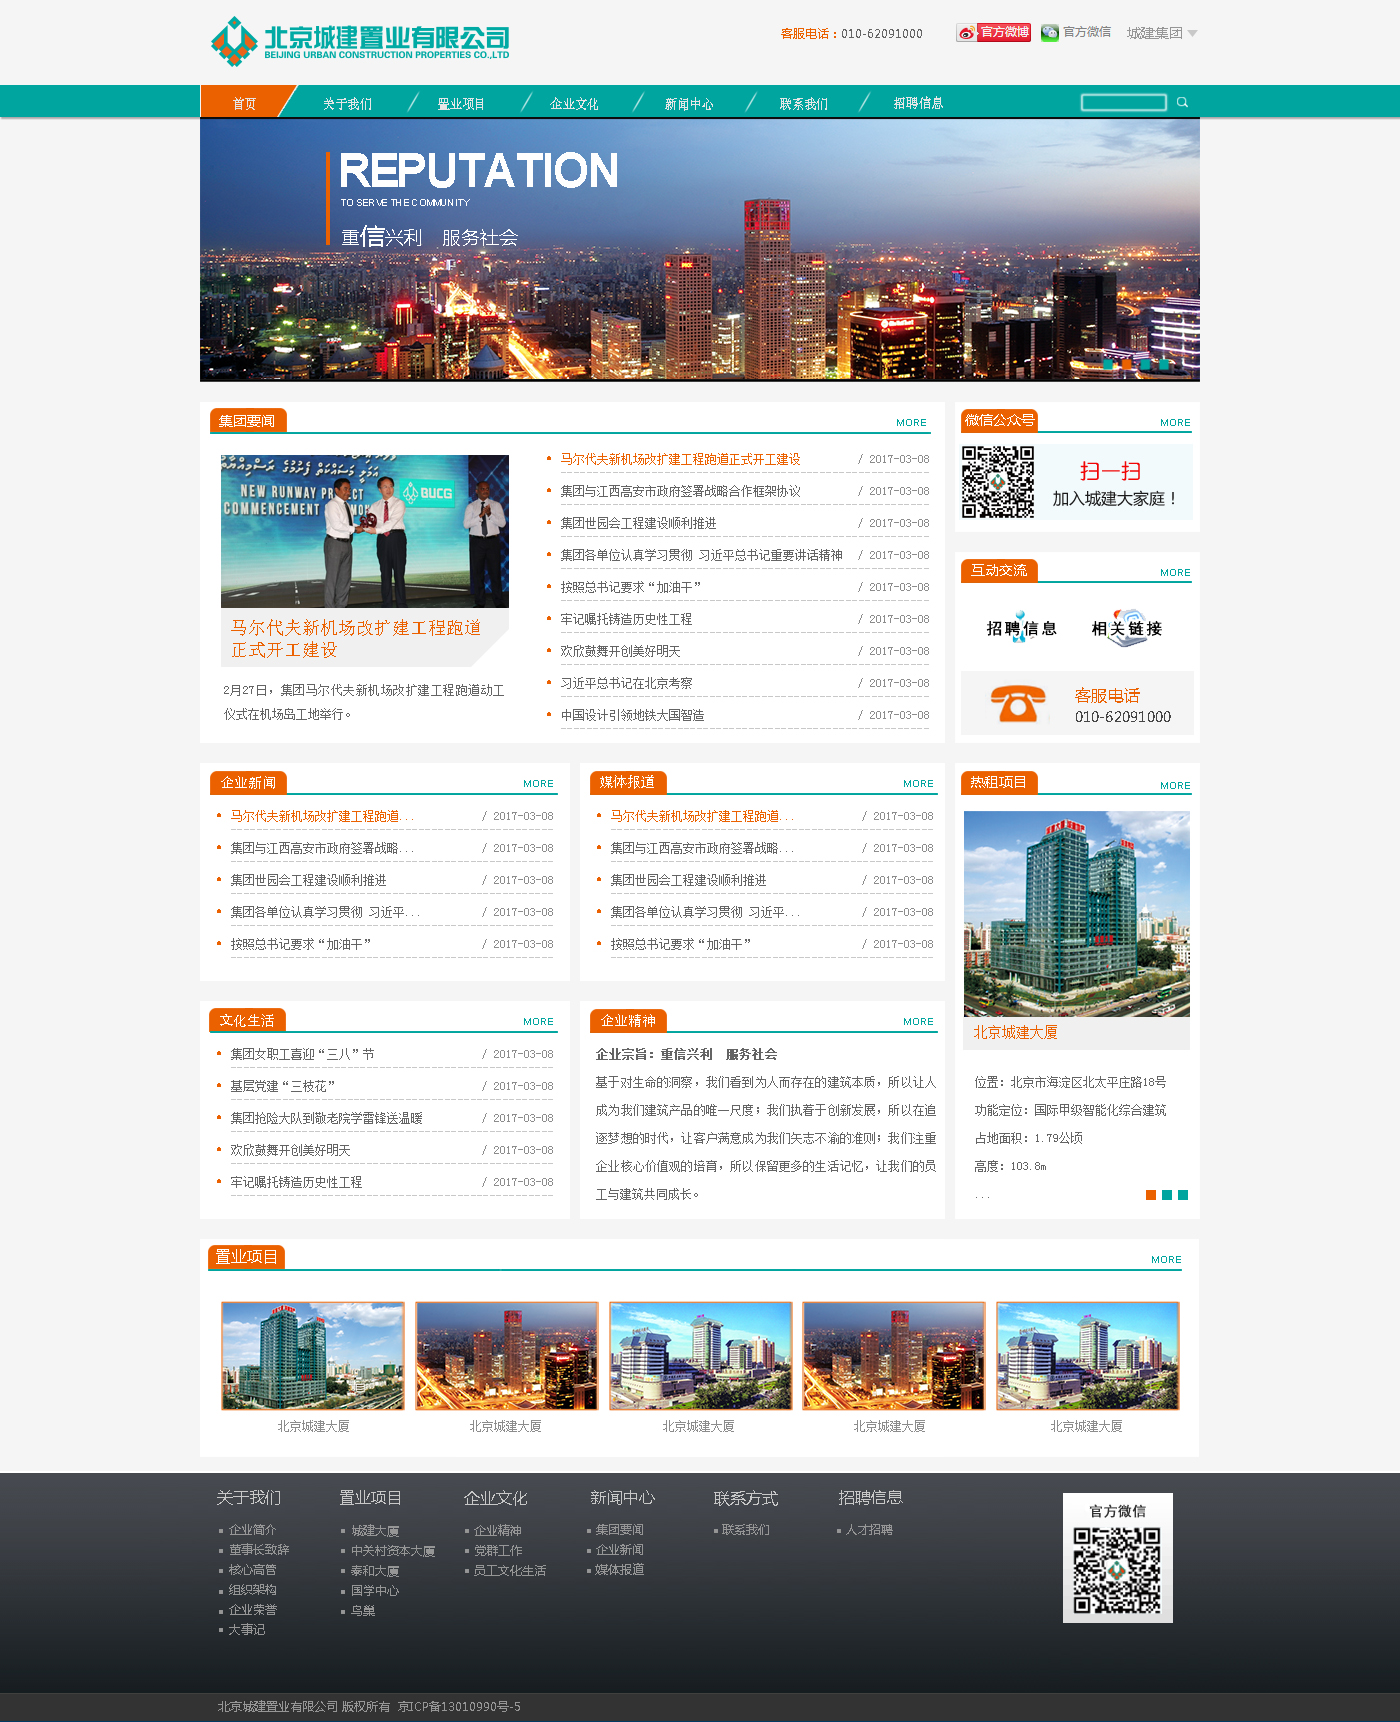 北京城建置业有限公司
BEIJING URBAN CONSTRUCTION PROPERTIES CO.,LTD
客服电话：010-62091000
官方微博
官方微信
城建集团
首页
关于我们
置业项目
企业文化
新闻中心
联系我们
招聘信息
REPUTATION
TO SERVE THE COMMUNITY
重信兴利 服务社会
集团要闻
MORE
NEW RUNWAY PROJECT
COMMENCEMENT
BUCG
马尔代夫新机场改扩建工程跑道
正式开工建设
2月27日，集团马尔代夫新机场改扩建工程跑道动工
仪式在机场岛工地举行。
马尔代夫新机场改扩建工程跑道正式开工建设 / 2017-03-08
集团与江西高安市政府签署战略合作框架协议 / 2017-03-08
集团世园会工程建设顺利推进 / 2017-03-08
集团各单位认真学习贯彻 习近平总书记重要讲话精神 / 2017-03-08
按照总书记要求“加油干” / 2017-03-08
牢记嘱托铸造历史性工程 / 2017-03-08
欢欣鼓舞开创美好明天 / 2017-03-08
习近平总书记在北京考察 / 2017-03-08
中国设计引领地铁大国智造 / 2017-03-08
微信公众号
MORE
扫一扫
加入城建大家庭！
互动交流
MORE
招聘信息
相关链接
客服电话
010-62091000
企业新闻
MORE
马尔代夫新机场改扩建工程跑道... / 2017-03-08
集团与江西高安市政府签署战略... / 2017-03-08
集团世园会工程建设顺利推进 / 2017-03-08
集团各单位认真学习贯彻 习近平... / 2017-03-08
按照总书记要求“加油干” / 2017-03-08
媒体报道
MORE
马尔代夫新机场改扩建工程跑道... / 2017-03-08
集团与江西高安市政府签署战略... / 2017-03-08
集团世园会工程建设顺利推进 / 2017-03-08
集团各单位认真学习贯彻 习近平... / 2017-03-08
按照总书记要求“加油干” / 2017-03-08
热租项目
MORE
北京城建大厦
位置：北京市海淀区北太平庄路18号
功能定位：国际甲级智能化综合建筑
占地面积：1.79公顷
高度：103.8m
...
文化生活
MORE
集团女职工喜迎“三八”节 / 2017-03-08
基层党建“三枝花” / 2017-03-08
集团抢险大队到敬老院学雷锋送温暖 / 2017-03-08
欢欣鼓舞开创美好明天 / 2017-03-08
牢记嘱托铸造历史性工程 / 2017-03-08
企业精神
MORE
企业宗旨：重信兴利 服务社会
基于对生命的洞察，我们看到为人而存在的建筑本质，所以让人
成为我们建筑产品的唯一尺度；我们执着于创新发展，所以在追
逐梦想的时代，让客户满意成为我们矢志不渝的准则；我们注重
企业核心价值观的培育，所以保留更多的生活记忆，让我们的员
工与建筑共同成长。
置业项目
MORE
北京城建大厦
北京城建大厦
北京城建大厦
北京城建大厦
北京城建大厦
关于我们
企业简介
董事长致辞
核心高管
组织架构
企业荣誉
大事记
置业项目
城建大厦
中关村资本大厦
泰和大厦
国学中心
鸟巢
企业文化
企业精神
党群工作
员工文化生活
新闻中心
集团要闻
企业新闻
媒体报道
联系方式
联系我们
招聘信息
人才招聘
官方微信
北京城建置业有限公司 版权所有 京ICP备13010990号-5